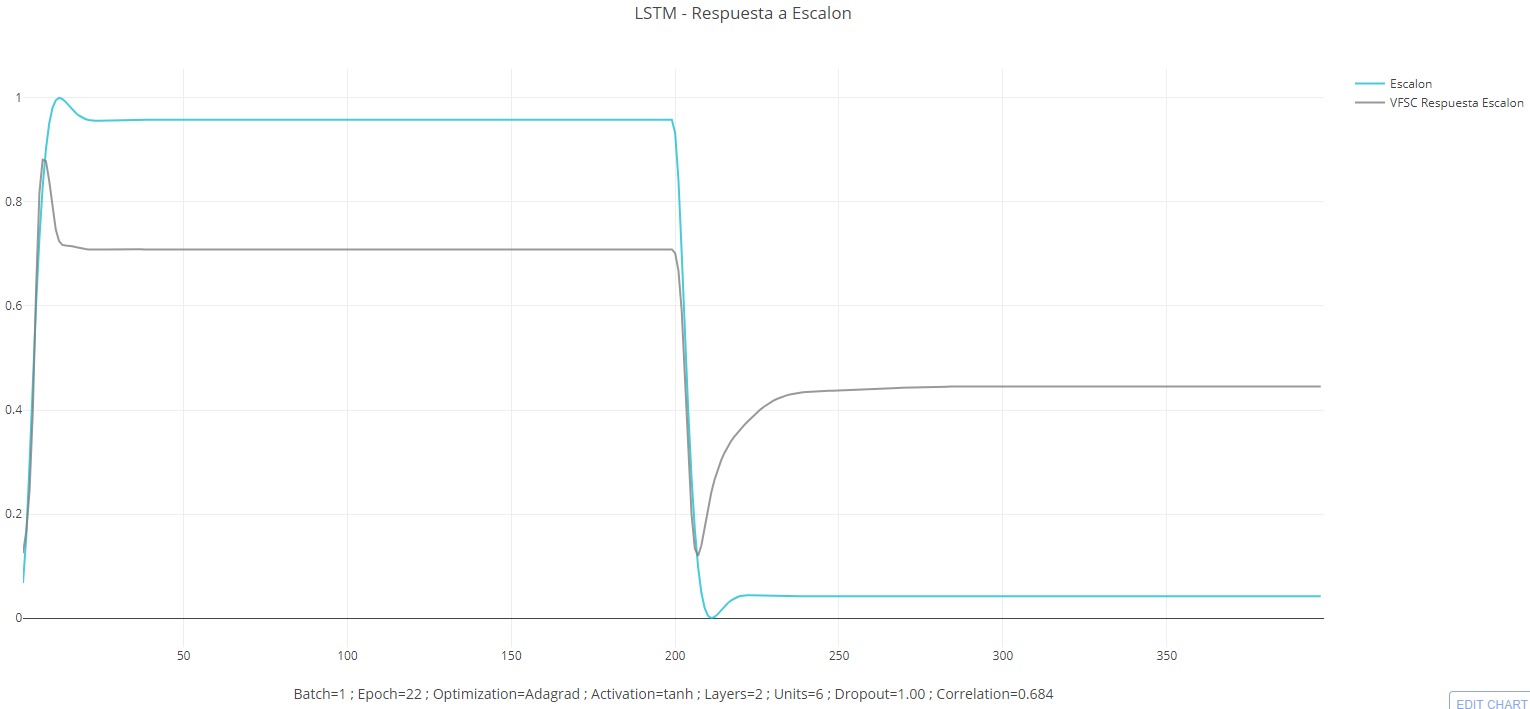 LSTM - Respuesta a Escalon
Escalon
VFSC Respuesta Escalon
1
0.8
0.6
0.4
0.2
0
50 100 150 200 250 300 350
Batch=1 ; Epoch=22 ; Optimization=Adagrad ; Activation=tanh ; Layers=2 ; Units=6 ; Dropout=1.00 ; Correlation=0.684
EDIT CHART